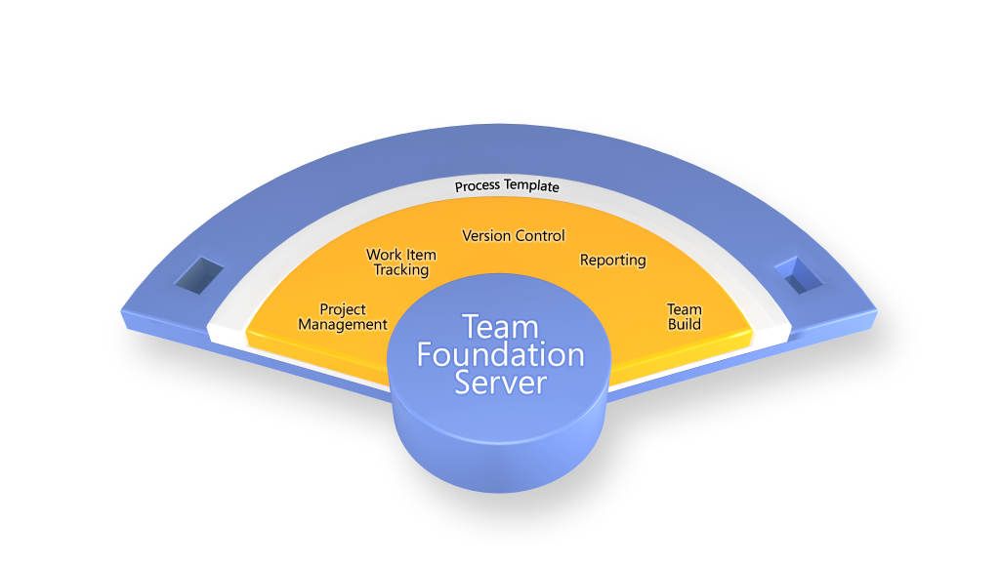 Process Template
Version Control
Work Item
Tracking
Reporting
Project
Management
Team
Build
Team
Foundation
Server